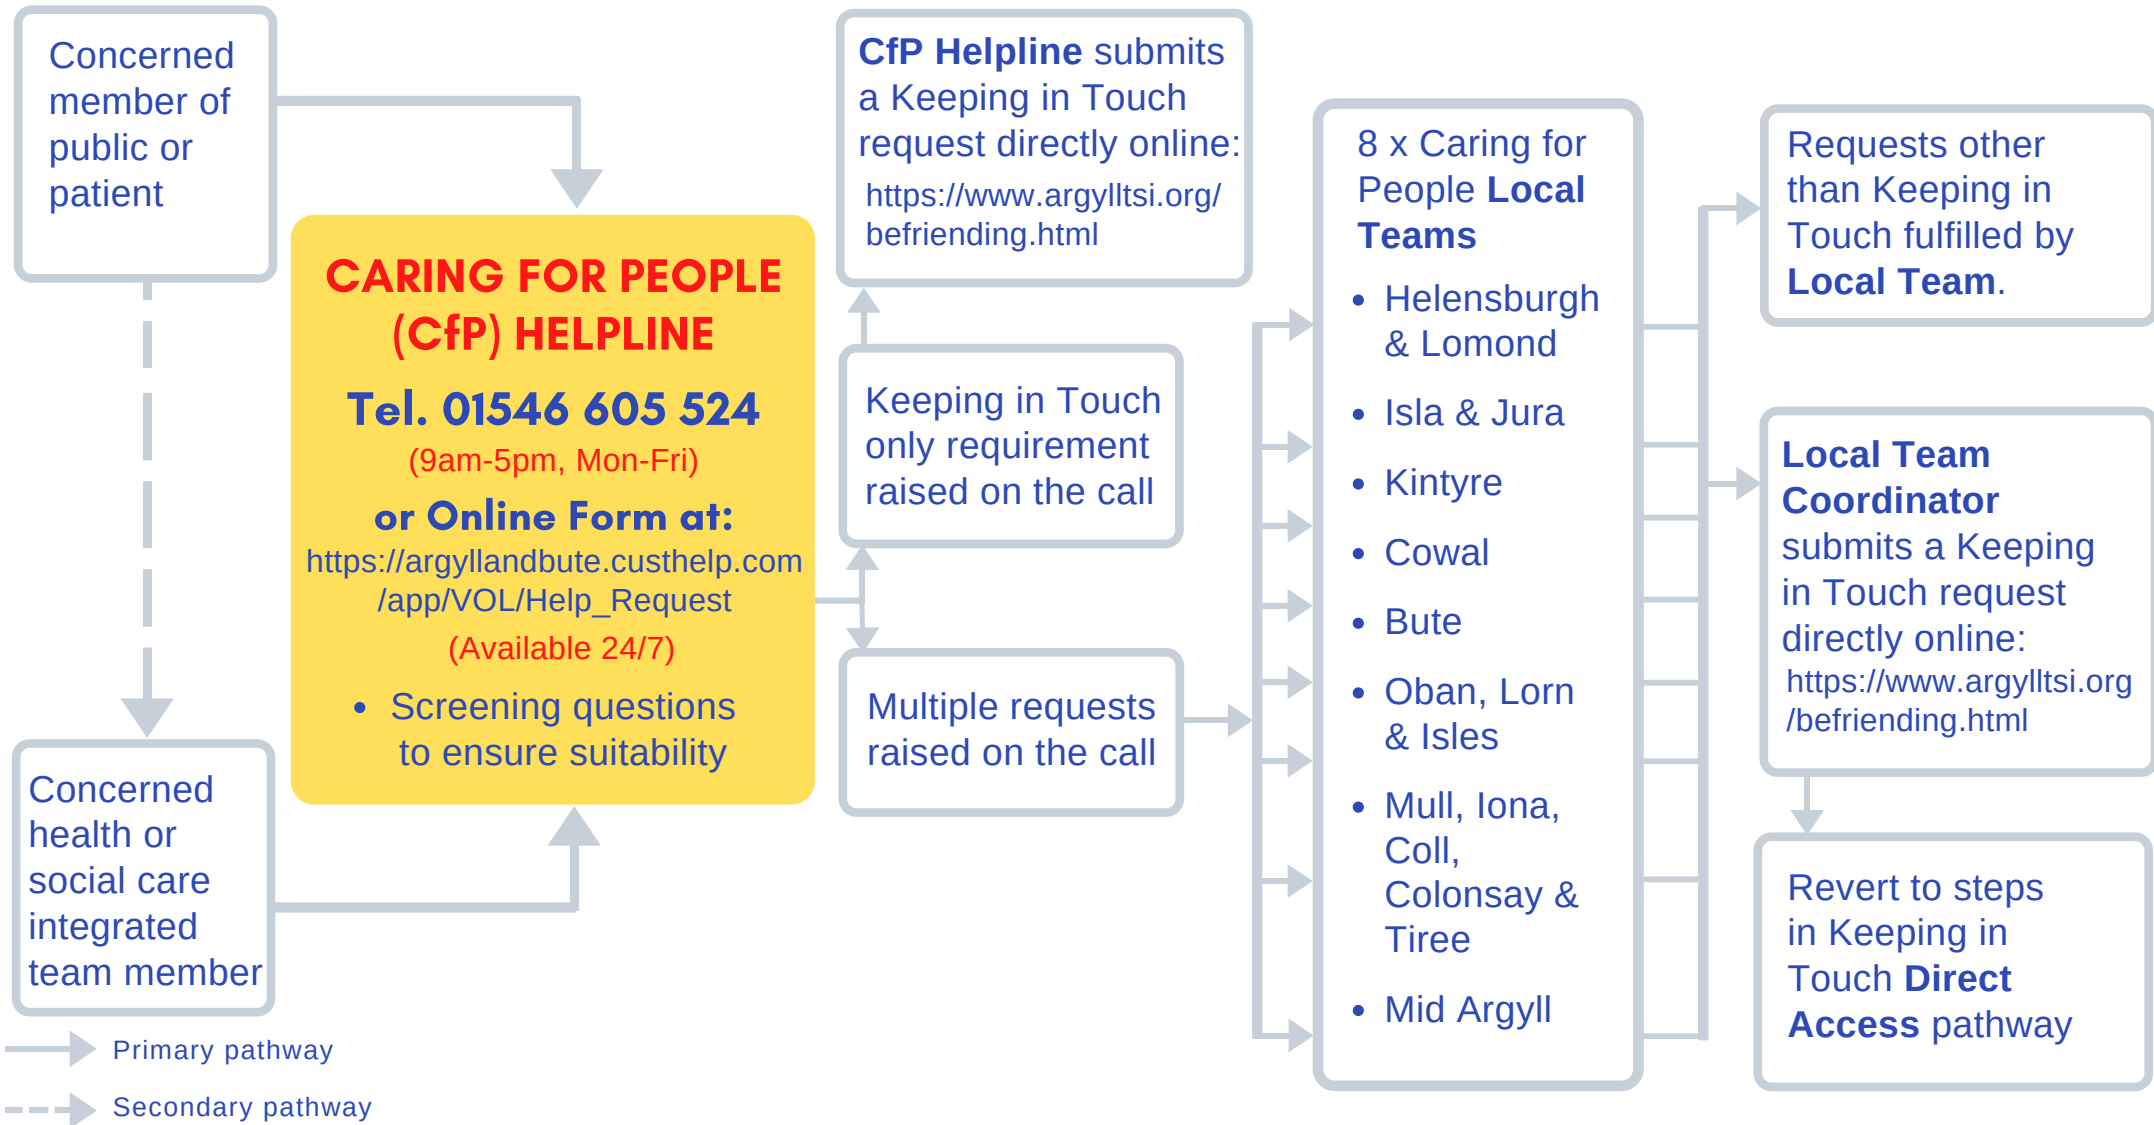 Concerned
member of
public or
patient
Concerned
health or
social care
integrated
team member
Primary pathway
Secondary pathway
CARING FOR PEOPLE
(CfP) HELPLINE
Tel. 01546 605 524
(9am-5pm, Mon-Fri)
or Online Form at:
https://argyllandbute.custhelp.com
/app/VOL/Help_Request
(Available 24/7)
• Screening questions
to ensure suitability
CfP Helpline submits
a Keeping in Touch
request directly online:
https://www.argylltsi.org/
befriending.html
Keeping in Touch
only requirement
raised on the call
Multiple requests
raised on the call
8 x Caring for
People Local
Teams
• Helensburgh
& Lomond
• Isla & Jura
• Kintyre
• Cowal
• Bute
• Oban, Lorn
& Isles
• Mull, Iona,
Coll,
Colonsay &
Tiree
• Mid Argyll
Requests other
than Keeping in
Touch fulfilled by
Local Team.
Local Team
Coordinator
submits a Keeping
in Touch request
directly online:
https://www.argylltsi.org
/befriending.html
Revert to steps
in Keeping in
Touch Direct
Access pathway